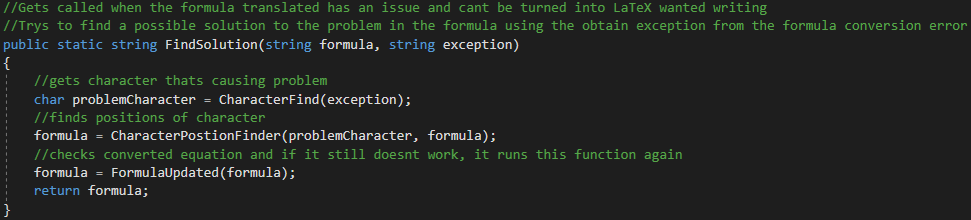 //Gets called when the formula translated has an issue and cant be turned into LaTeX wanted writing
//Trys to find a possible solution to the problem in the formula using the obtain exception from the formula conversion error
public static string FindSolution(string formula, string exception)
{
    //gets character thats causing problem
    char problemCharacter = CharacterFind(exception);
    //finds positions of character
    formula = CharacterPostionFinder(problemCharacter, formula);
    //checks converted equation and if it still doesnt work, it runs this function again
    formula = FormulaUpdated(formula);
    return formula;
}